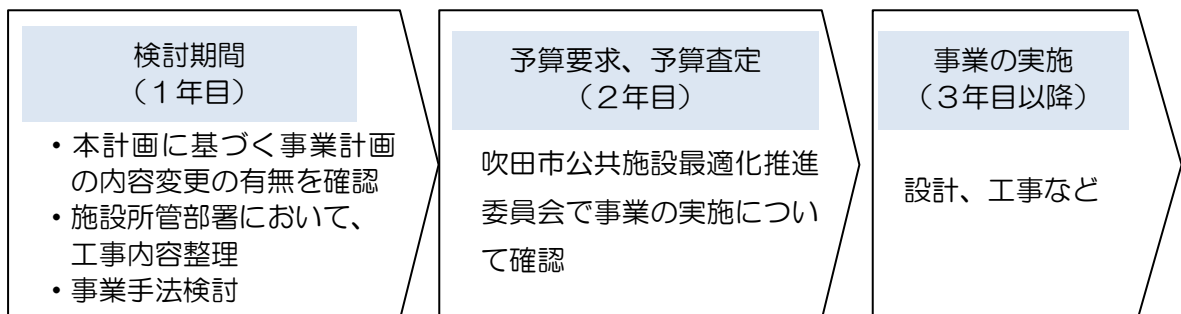 検討期間
（１年目）
・本計画に基づく事業計画
の内容変更の有無を確認
・施設所管部署において、
工事内容整理
・事業手法検討
予算要求、予算査定
（２年目）
吹田市公共施設最適化推進
委員会で事業の実施につい
て確認
事業の実施
（３年目以降）
設計、工事など